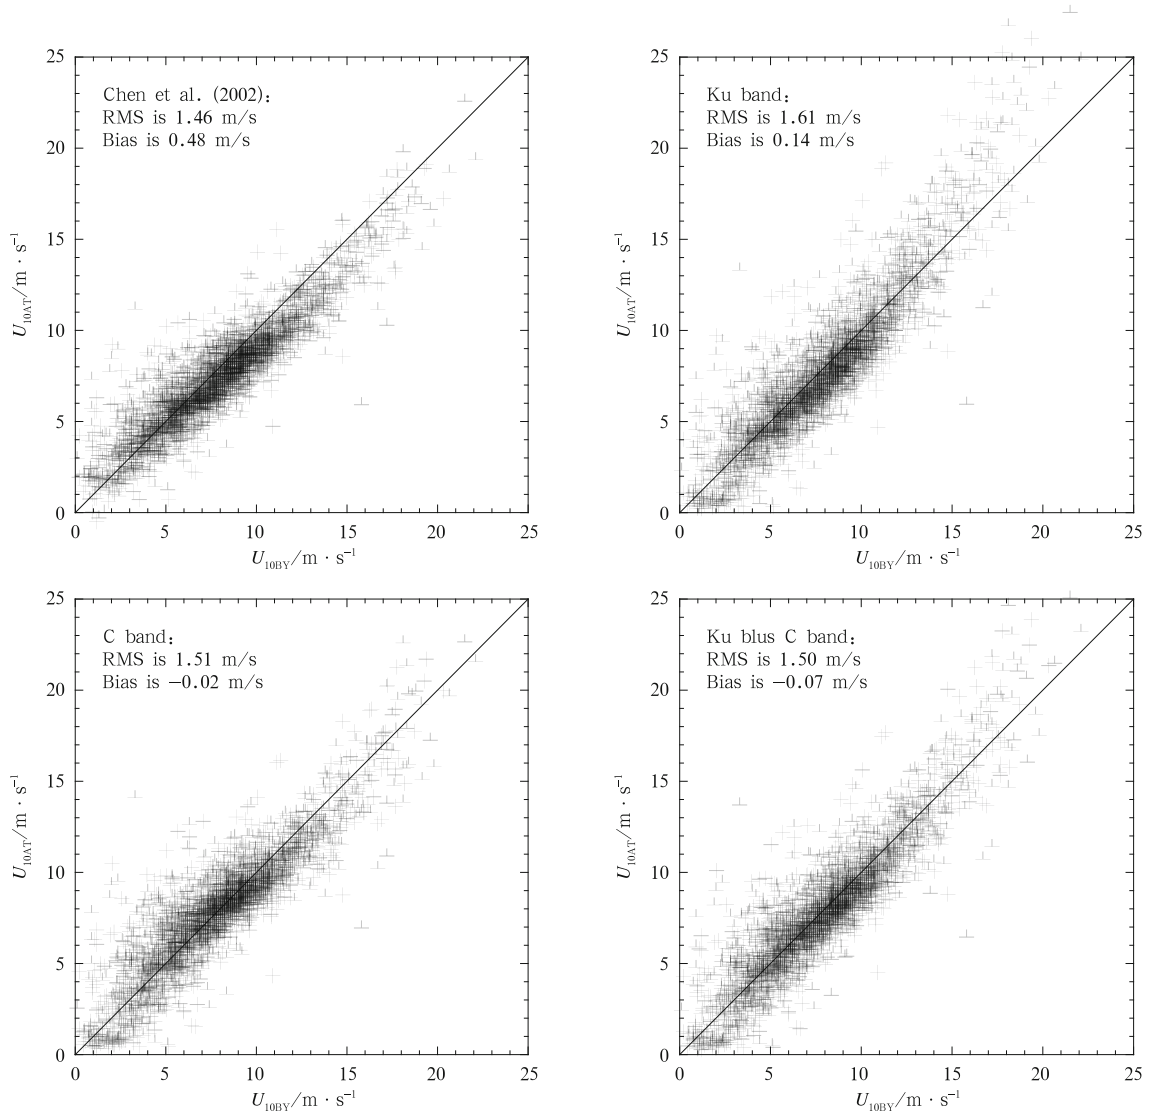 25
20
15
10
5
0
U10AT/m · s−1
Chen et al. (2002):
RMS is 1.46 m/s
Bias is 0.48 m/s
0 5 10 15 20 25
U10BY/m · s−1
25
20
15
10
5
0
U10AT/m · s−1
Ku band:
RMS is 1.61 m/s
Bias is 0.14 m/s
0 5 10 15 20 25
U10BY/m · s−1
25
20
15
10
5
0
U10AT/m · s−1
C band:
RMS is 1.51 m/s
Bias is −0.02 m/s
0 5 10 15 20 25
U10BY/m · s−1
25
20
15
10
5
0
U10AT/m · s−1
Ku blus C band:
RMS is 1.50 m/s
Bias is −0.07 m/s
0 5 10 15 20 25
U10BY/m · s−1